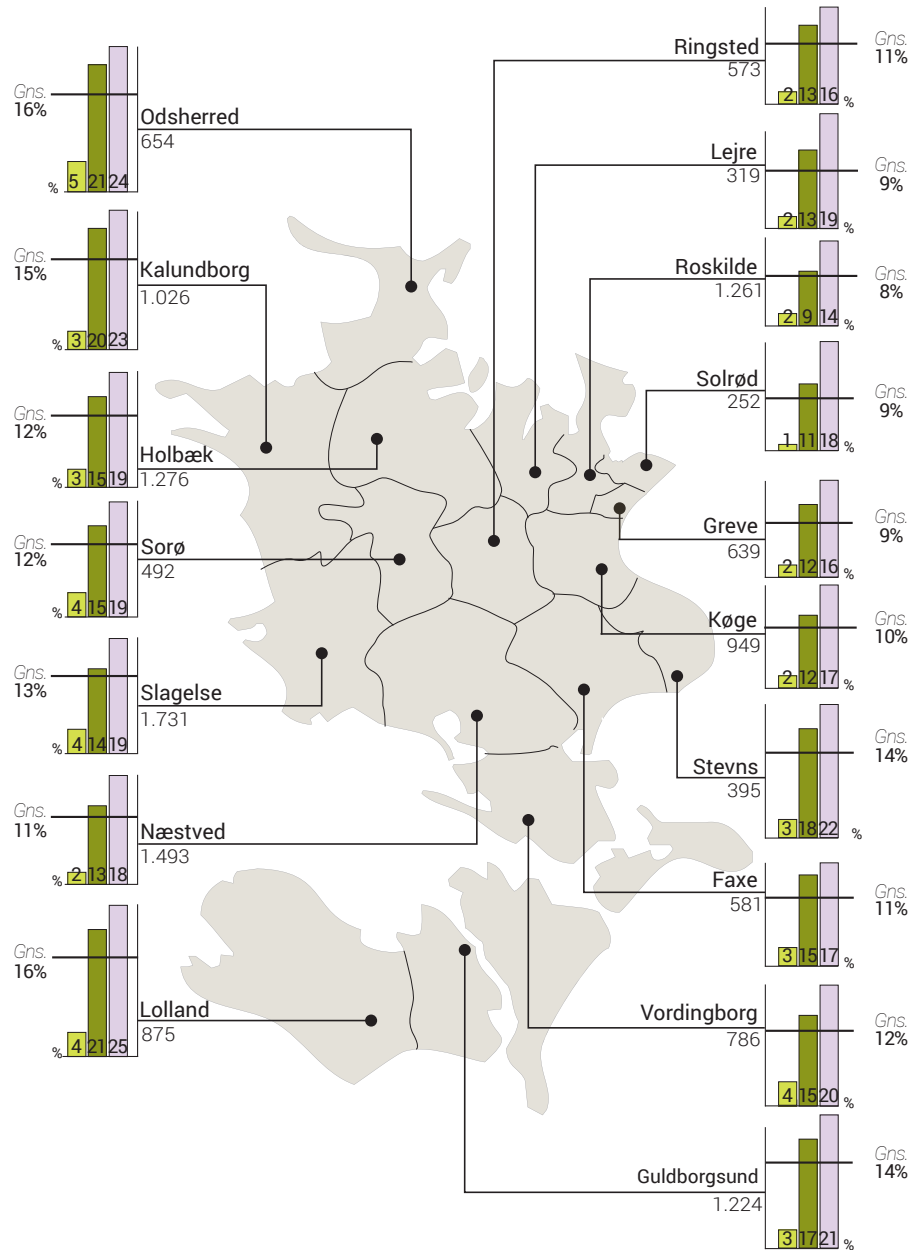 Gns.
16%
Odsherred
654
% 5 21 24
Gns.
15%
Kalundborg
1.026
% 3 20 23
Gns.
12%
Holbæk
1.276
% 3 15 19
Gns.
12%
Sorø
492
% 4 15 19
Gns.
13%
Slagelse
1.731
% 4 14 19
Gns.
11%
Næstved
1.493
% 2 13 18
Gns.
16%
Lolland
875
% 4 21 25
Ringsted
573
Gns.
11%
2 13 16 %
Lejre
319
Gns.
9%
2 13 19 %
Roskilde
1.261
Gns.
8%
2 9 14 %
Solrød
252
Gns.
9%
1 11 18 %
Greve
639
Gns.
9%
2 12 16 %
Køge
949
Gns.
10%
2 12 17 %
Stevns
395
Gns.
14%
3 18 22 %
Faxe
581
Gns.
11%
3 15 17 %
Vordingborg
786
Gns.
12%
4 15 20 %
Guldborgsund
1.224
Gns.
14%
3 17 21 %